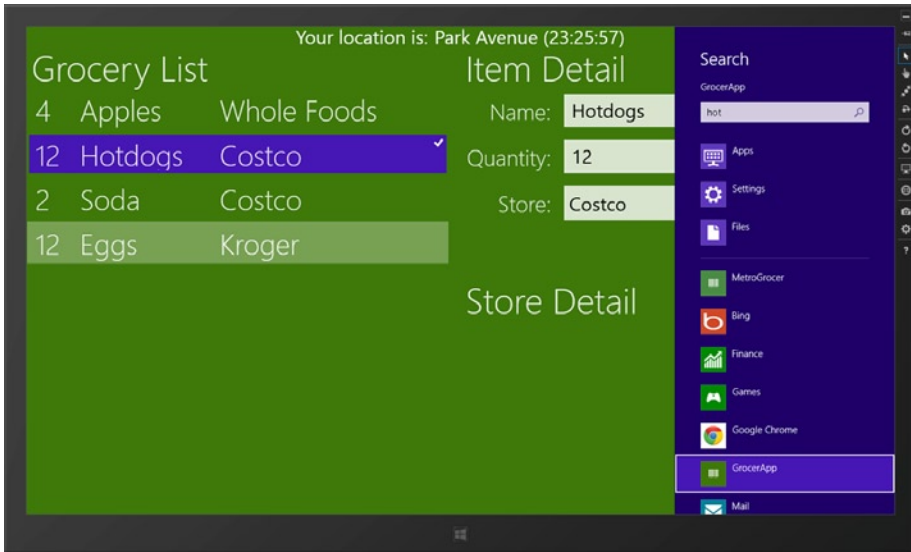 Your location is: Park Avenue (23:25:57)
Grocery List
4 Apples Whole Foods
12 Hotdogs Costco
2 Soda Costco
12 Eggs Kroger
Item Detail
Name: Hotdogs
Quantity: 12
Store: Costco
Store Detail
Search
GrocerApp
hot
Apps
Settings
Files
MetroGrocer
Bing
Finance
Games
Google Chrome
GrocerApp
Mail
?